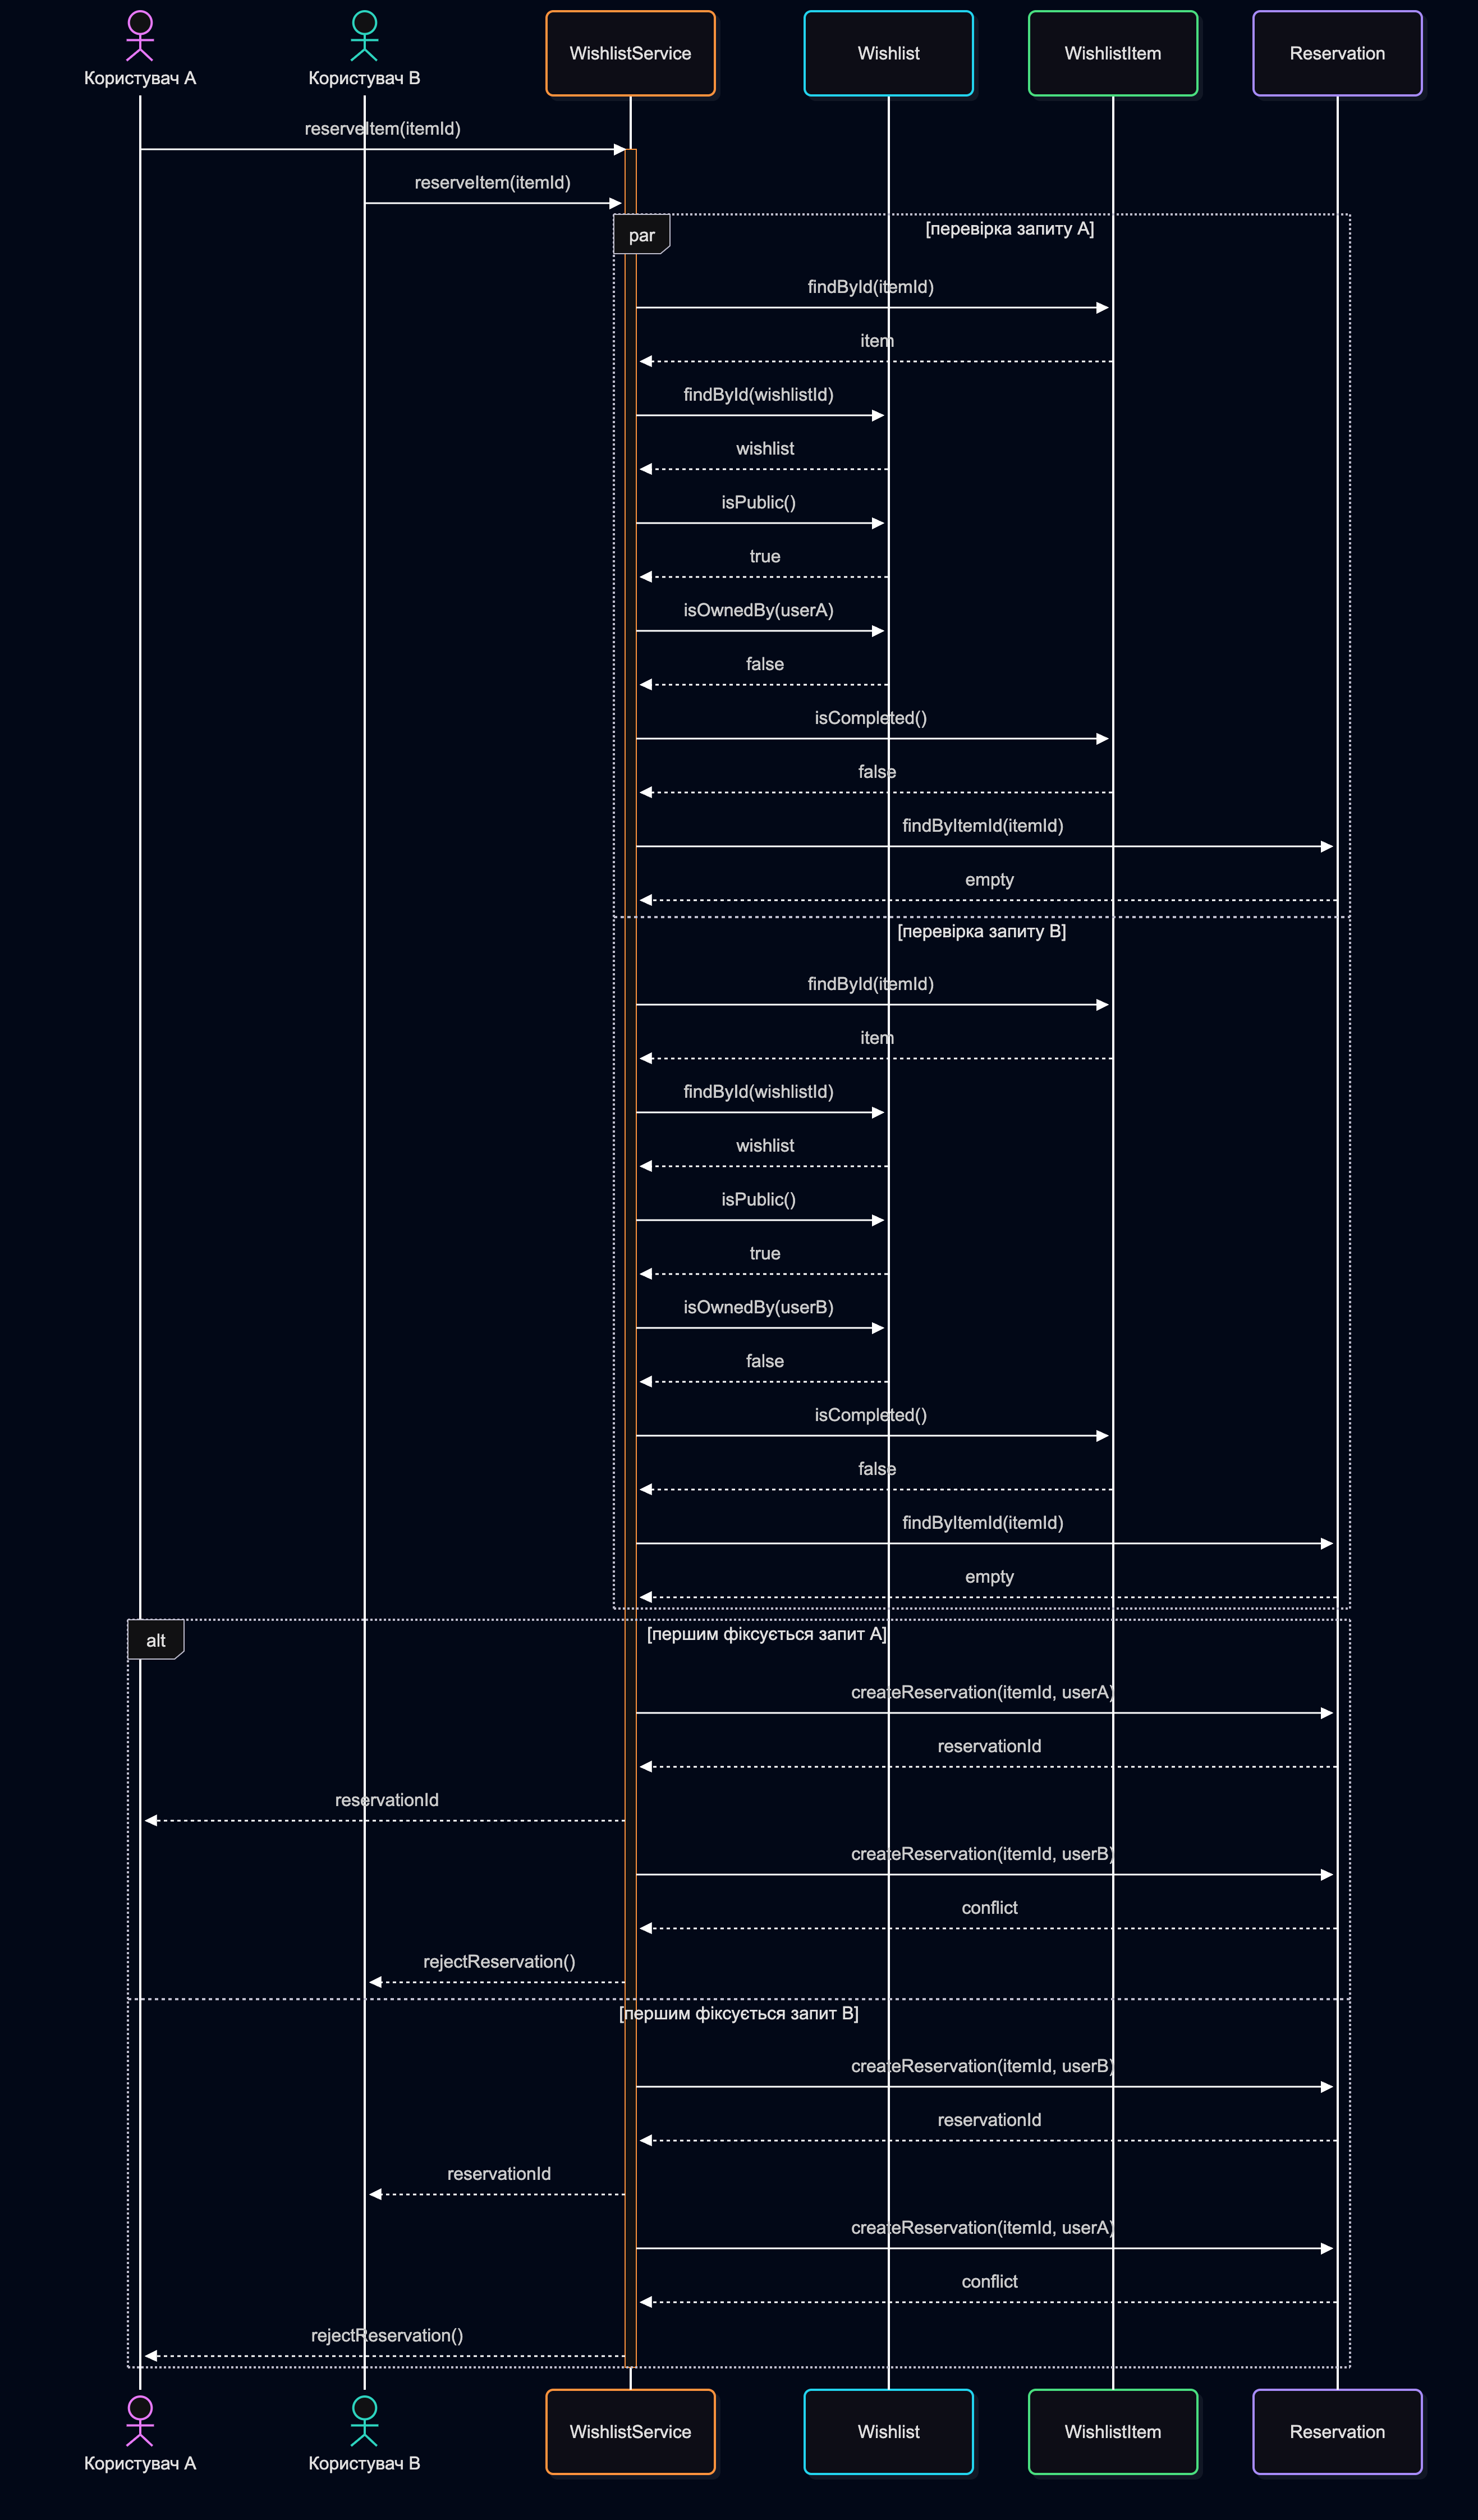 Користувач A
Користувач B
WishlistService
Wishlist
WishlistItem
Reservation
reserveItem(itemId)
reserveItem(itemId)
par
[перевірка запиту A]
findById(itemId)
item
findById(wishlistId)
wishlist
isPublic()
true
isOwnedBy(userA)
false
isCompleted()
false
findByItemId(itemId)
empty
[перевірка запиту B]
findById(itemId)
item
findById(wishlistId)
wishlist
isPublic()
true
isOwnedBy(userB)
false
isCompleted()
false
findByItemId(itemId)
empty
alt
[першим фіксується запит A]
createReservation(itemId, userA)
reservationId
reservationId
createReservation(itemId, userB)
conflict
rejectReservation()
[першим фіксується запит B]
createReservation(itemId, userB)
reservationId
reservationId
createReservation(itemId, userA)
conflict
rejectReservation()
Користувач A
Користувач B
WishlistService
Wishlist
WishlistItem
Reservation